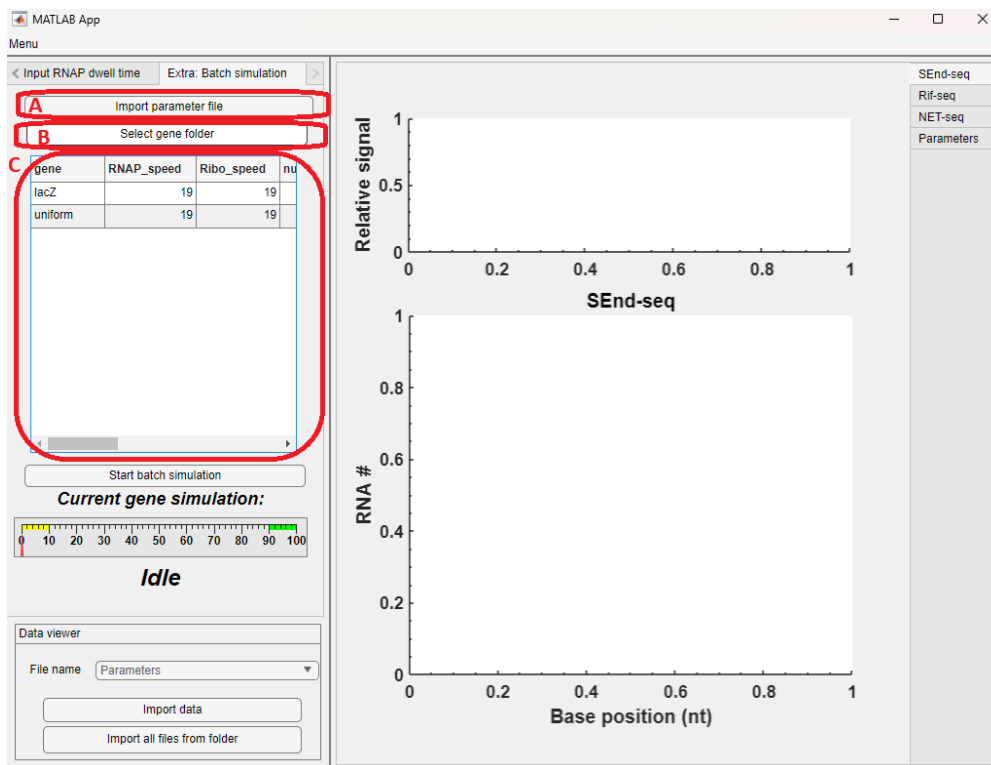 MATLAB App
Menu
< Input RNAP dwell time Extra: Batch simulation >
A Import parameter file
B Select gene folder
C gene RNAP_speed Ribo_speed nu
lacZ 19 19
uniform 19 19
Start batch simulation
Current gene simulation:
0 10 20 30 40 50 60 70 80 90 100
Idle
Data viewer
File name Parameters
Import data
Import all files from folder
Relative signal
1
0.5
0
0 0.2 0.4 0.6 0.8 1
SEnd-seq
RNA #
1
0.8
0.6
0.4
0.2
0
0 0.2 0.4 0.6 0.8 1
Base position (nt)
SEnd-seq
Rif-seq
NET-seq
Parameters